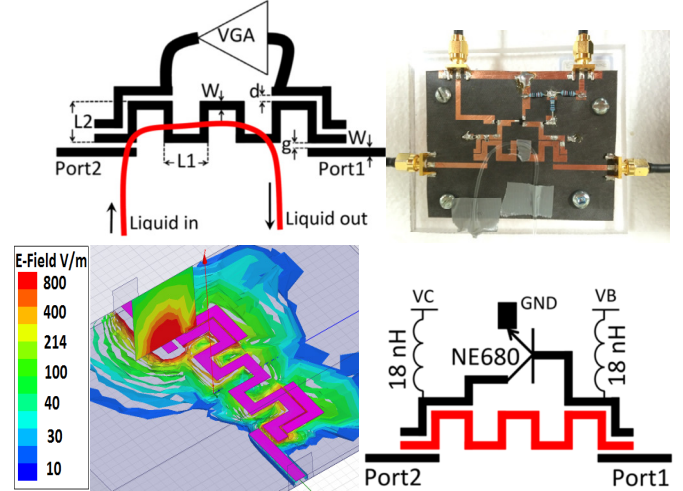 VGA
W
d
L2
g
W
L1
Port2
Port1
Liquid in
Liquid out
E-Field V/m
800
400
214
100
40
30
10
VC
GND
VB
18 nH
NE680
18 nH
Port2
Port1